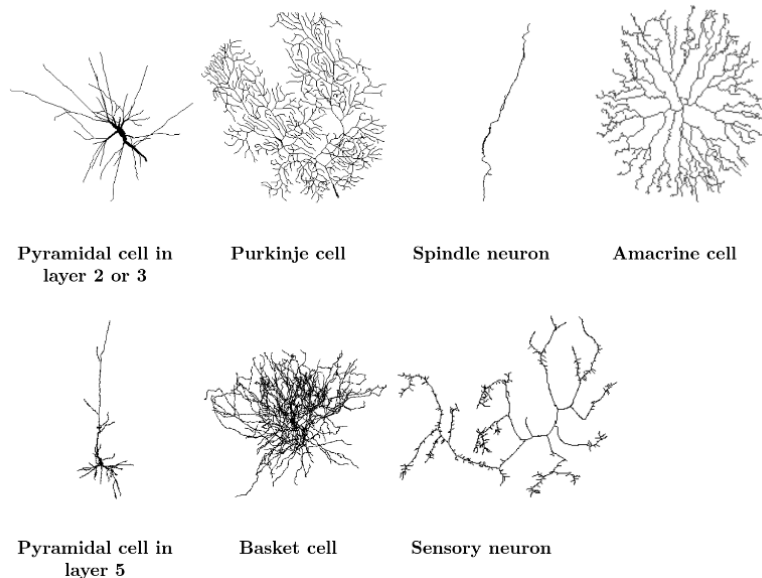 Pyramidal cell in
layer 2 or 3
Purkinje cell
Spindle neuron
Amacrine cell
Pyramidal cell in
layer 5
Basket cell
Sensory neuron